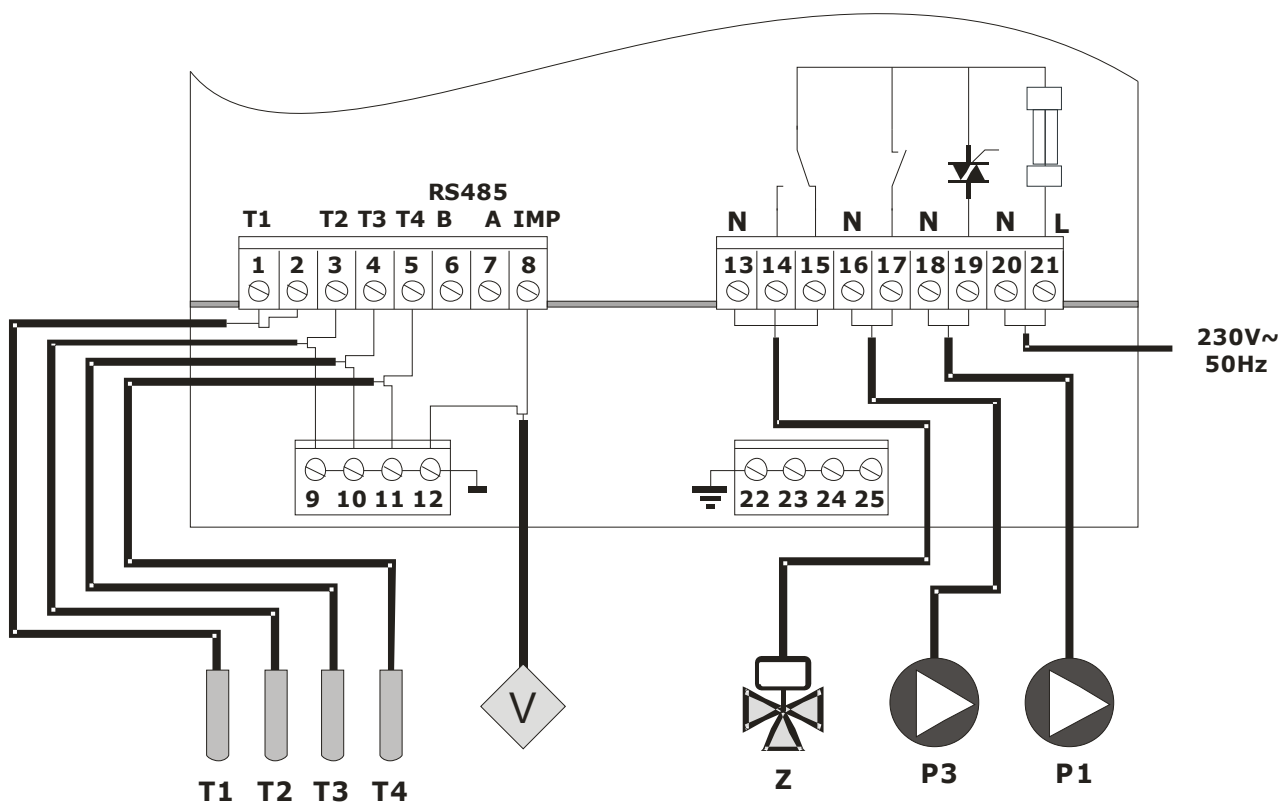 RS485
T1 T2 T3 T4 B A IMP
N N N N L
1 2 3 4 5 6 7 8
13 14 15 16 17 18 19 20 21
230V~
50Hz
9 10 11 12
22 23 24 25
V
T1 T2 T3 T4
Z
P3
P1